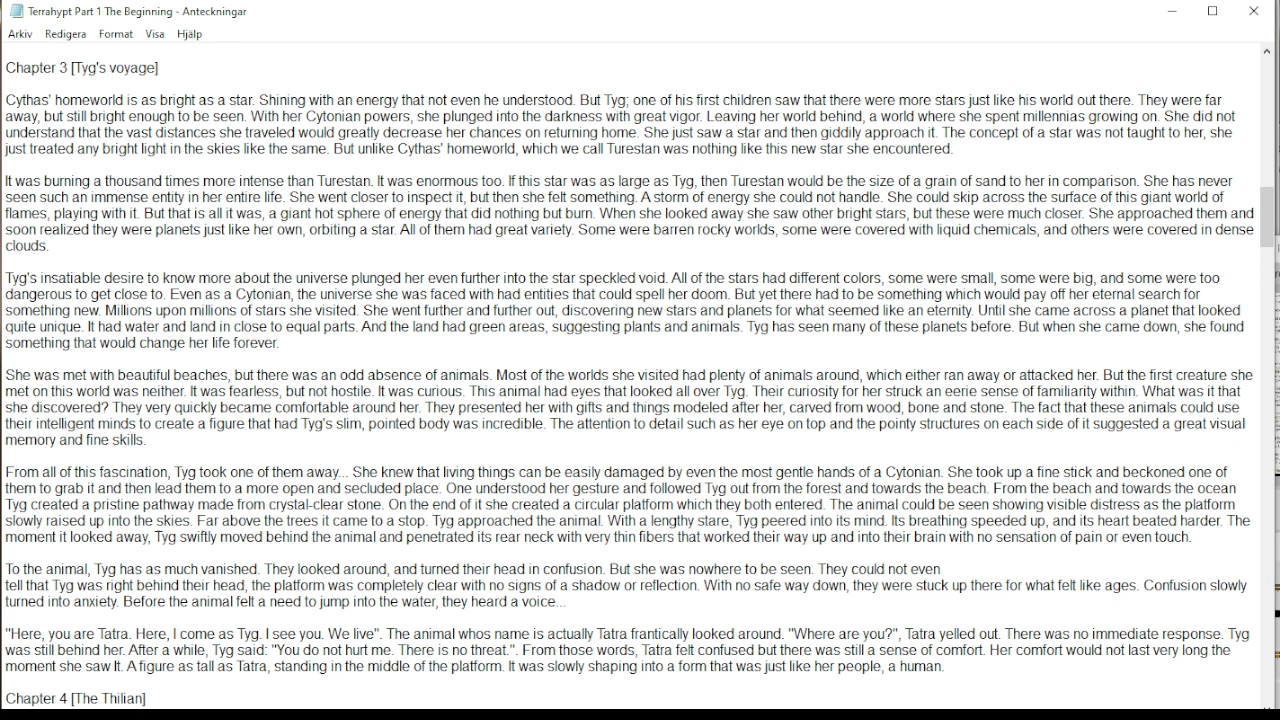 Terrahypt Part 1 The Beginning - Anteckningar
Arkiv Redigera Format Visa Hjälp
Chapter 3 [Tyg's voyage]
Cythas' homeworld is as bright as a star. Shining with an energy that not even he understood. But Tyg; one of his first children saw that there were more stars just like his world out there. They were far
away, but still bright enough to be seen. With her Cytonian powers, she plunged into the darkness with great vigor. Leaving her world behind, a world where she spent millennias growing on. She did not
understand that the vast distances she traveled would greatly decrease her chances on returning home. She just saw a star and then giddily approach it. The concept of a star was not taught to her, she
just treated any bright light in the skies like the same. But unlike Cythas' homeworld, which we call Turestan was nothing like this new star she encountered.
It was burning a thousand times more intense than Turestan. It was enormous too. If this star was as large as Tyg, then Turestan would be the size of a grain of sand to her in comparison. She has never
seen such an immense entity in her entire life. She went closer to inspect it, but then she felt something. A storm of energy she could not handle. She could skip across the surface of this giant world of
flames, playing with it. But that is all it was, a giant hot sphere of energy that did nothing but burn. When she looked away she saw other bright stars, but these were much closer. She approached them and
soon realized they were planets just like her own, orbiting a star. All of them had great variety. Some were barren rocky worlds, some were covered with liquid chemicals, and others were covered in dense
clouds.
Tyg's insatiable desire to know more about the universe plunged her even further into the star speckled void. All of the stars had different colors, some were small, some were big, and some were too
dangerous to get close to. Even as a Cytonian, the universe she was faced with had entities that could spell her doom. But yet there had to be something which would pay off her eternal search for
something new. Millions upon millions of stars she visited. She went further and further out, discovering new stars and planets for what seemed like an eternity. Until she came across a planet that looked
quite unique. It had water and land in close to equal parts. And the land had green areas, suggesting plants and animals. Tyg has seen many of these planets before. But when she came down, she found
something that would change her life forever.
She was met with beautiful beaches, but there was an odd absence of animals. Most of the worlds she visited had plenty of animals around, which either ran away or attacked her. But the first creature she
met on this world was neither. It was fearless, but not hostile. It was curious. This animal had eyes that looked all over Tyg. Their curiosity for her struck an eerie sense of familiarity within. What was it that
she discovered? They very quickly became comfortable around her. They presented her with gifts and things modeled after her, carved from wood, bone and stone. The fact that these animals could use
their intelligent minds to create a figure that had Tyg's slim, pointed body was incredible. The attention to detail such as her eye on top and the pointy structures on each side of it suggested a great visual
memory and fine skills.
From all of this fascination, Tyg took one of them away... She knew that living things can be easily damaged by even the most gentle hands of a Cytonian. She took up a fine stick and beckoned one of
them to grab it and then lead them to a more open and secluded place. One understood her gesture and followed Tyg out from the forest and towards the beach. From the beach and towards the ocean
Tyg created a pristine pathway made from crystal-clear stone. On the end of it she created a circular platform which they both entered. The animal could be seen showing visible distress as the platform
slowly raised up into the skies. Far above the trees it came to a stop. Tyg approached the animal. With a lengthy stare, Tyg peered into its mind. Its breathing speeded up, and its heart beated harder. The
moment it looked away, Tyg swiftly moved behind the animal and penetrated its rear neck with very thin fibers that worked their way up and into their brain with no sensation of pain or even touch.
To the animal, Tyg has as much vanished. They looked around, and turned their head in confusion. But she was nowhere to be seen. They could not even
tell that Tyg was right behind their head, the platform was completely clear with no signs of a shadow or reflection. With no safe way down, they were stuck up there for what felt like ages. Confusion slowly
turned into anxiety. Before the animal felt a need to jump into the water, they heard a voice...
"Here, you are Tatra. Here, I come as Tyg. I see you. We live". The animal whos name is actually Tatra frantically looked around. "Where are you?", Tatra yelled out. There was no immediate response. Tyg
was still behind her. After a while, Tyg said: "You do not hurt me. There is no threat.". From those words, Tatra felt confused but there was still a sense of comfort. Her comfort would not last very long the
moment she saw It. A figure as tall as Tatra, standing in the middle of the platform. It was slowly shaping into a form that was just like her people, a human.
Chapter 4 [The Thilian]